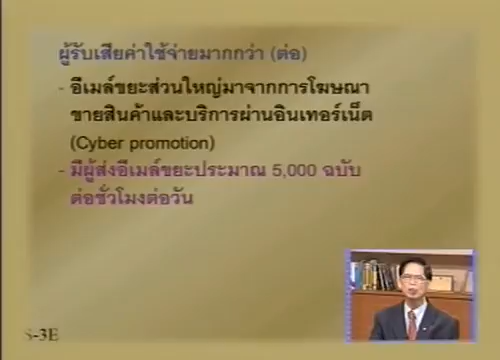 ผู้รับเสียค่าใช้จ่ายมากกว่า (ต่อ)
- อีเมล์ขยะส่วนใหญ่มาจากการโฆษณา
ขายสินค้าและบริการผ่านอินเทอร์เน็ต
(Cyber promotion)
- มีผู้ส่งอีเมล์ขยะประมาณ 5,000 ฉบับ
ต่อชั่วโมงต่อวัน
S-3E